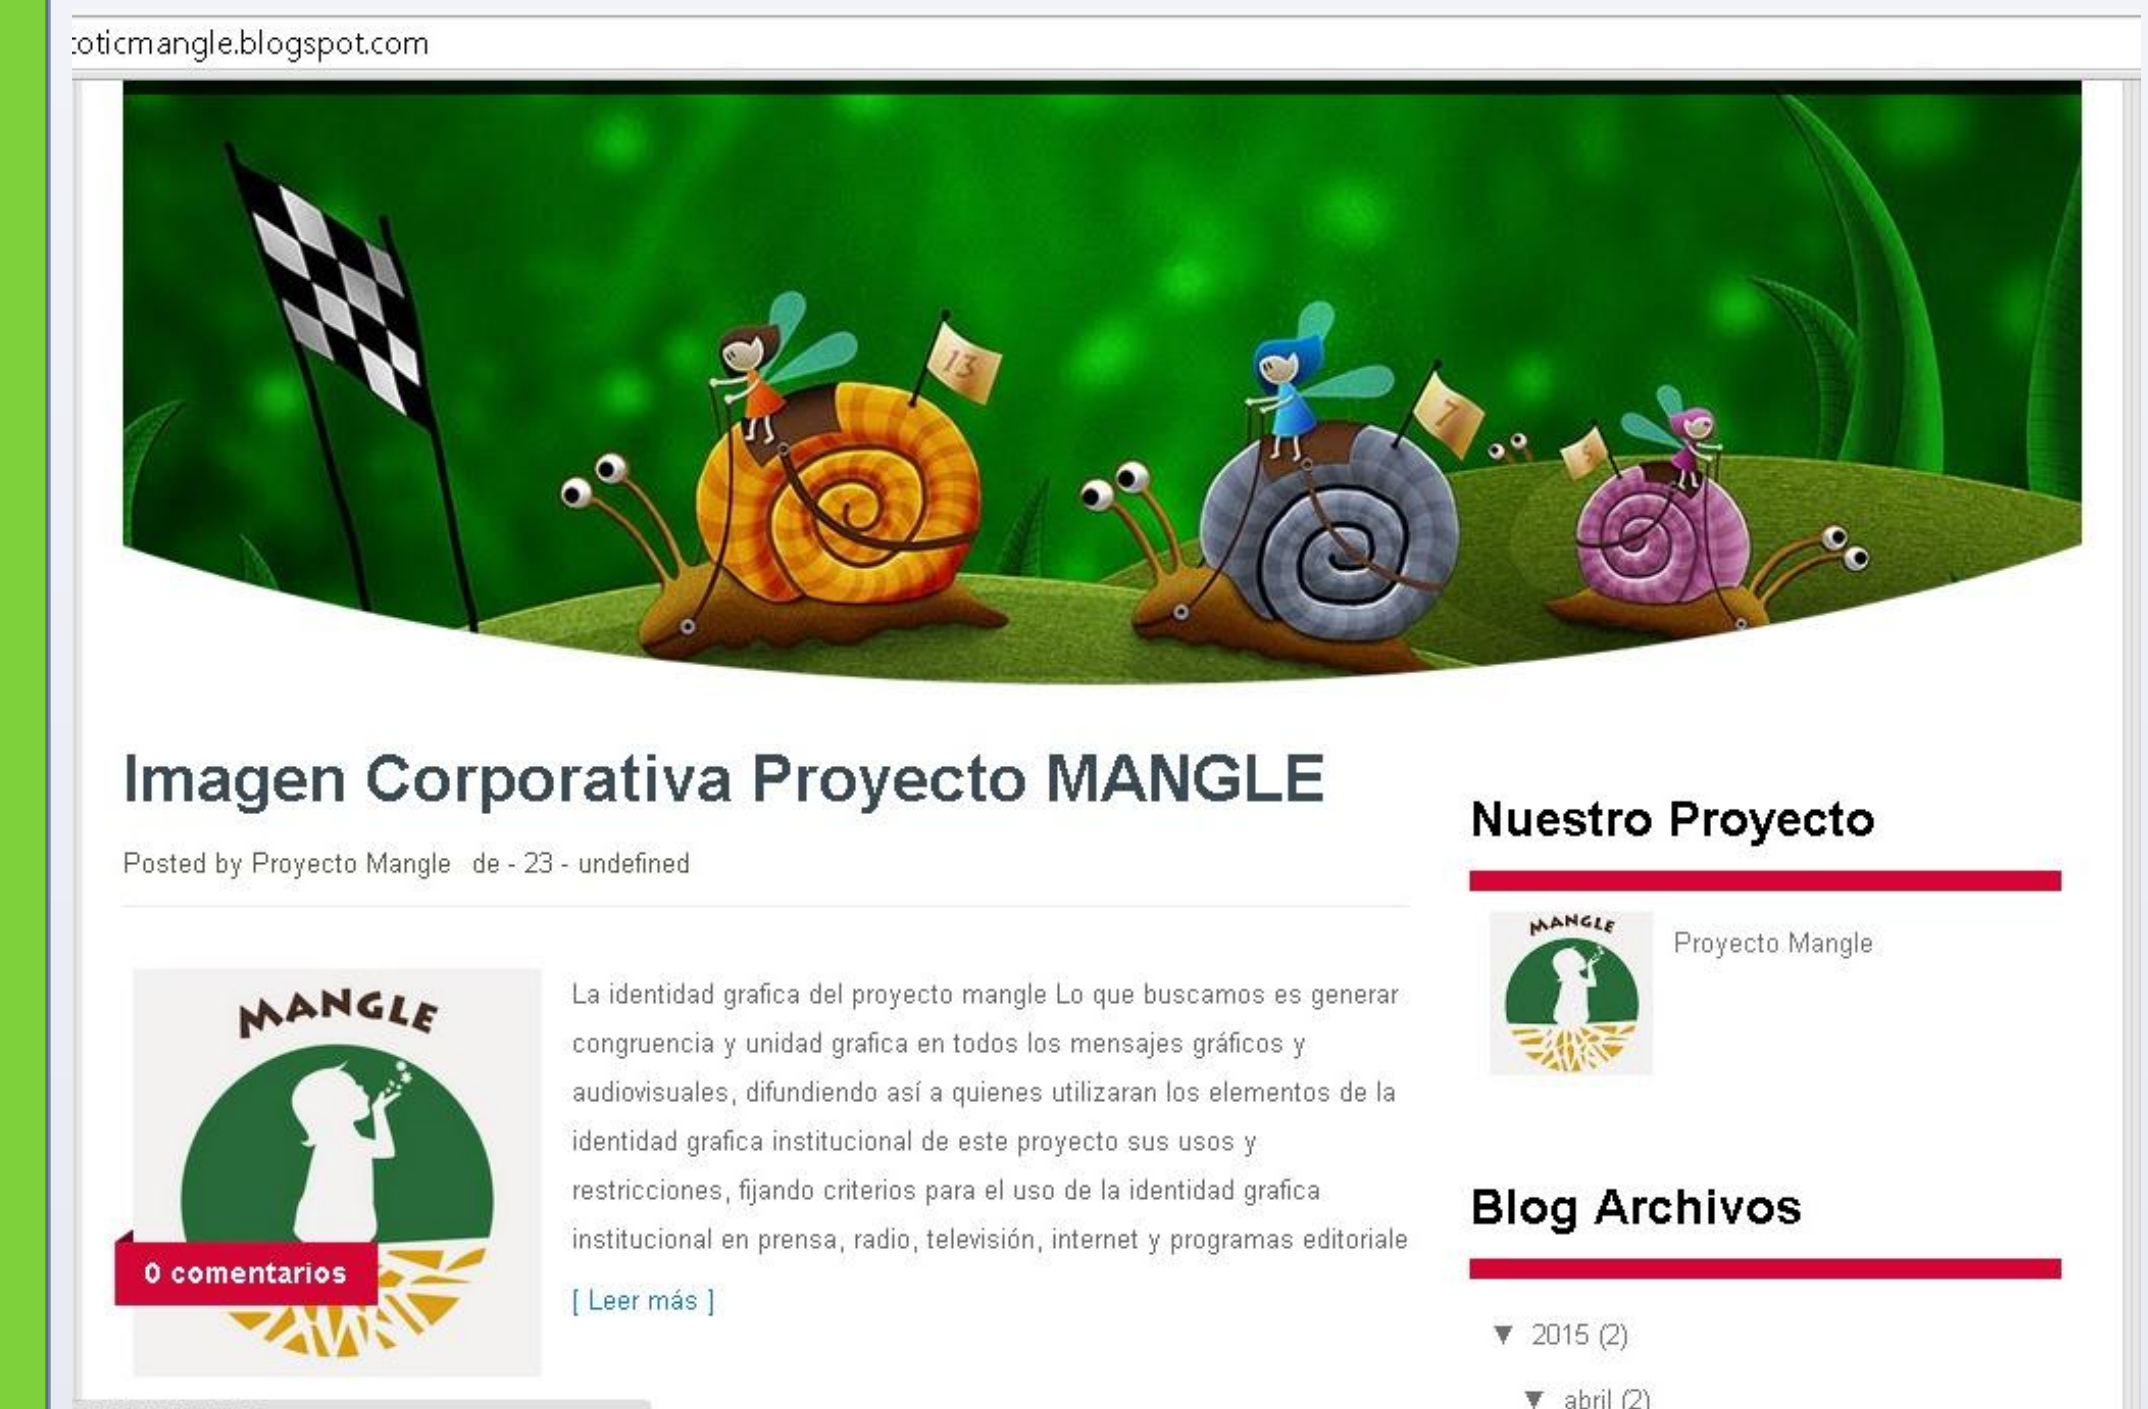 toticmangle.blogspot.com
13
7
5
Imagen Corporativa Proyecto MANGLE
Posted by Proyecto Mangle de - 23 - undefined
MANGLE
0 comentarios
La identidad grafica del proyecto mangle Lo que buscamos es generar
congruencia y unidad grafica en todos los mensajes gráficos y
audiovisuales, difundiendo así a quienes utilizaran los elementos de la
identidad grafica institucional de este proyecto sus usos y
restricciones, fijando criterios para el uso de la identidad grafica
institucional en prensa, radio, televisión, internet y programas editoriale
[ Leer más ]
Nuestro Proyecto
MANGLE
Proyecto Mangle
Blog Archivos
▼ 2015 (2)
▼ abril (2)